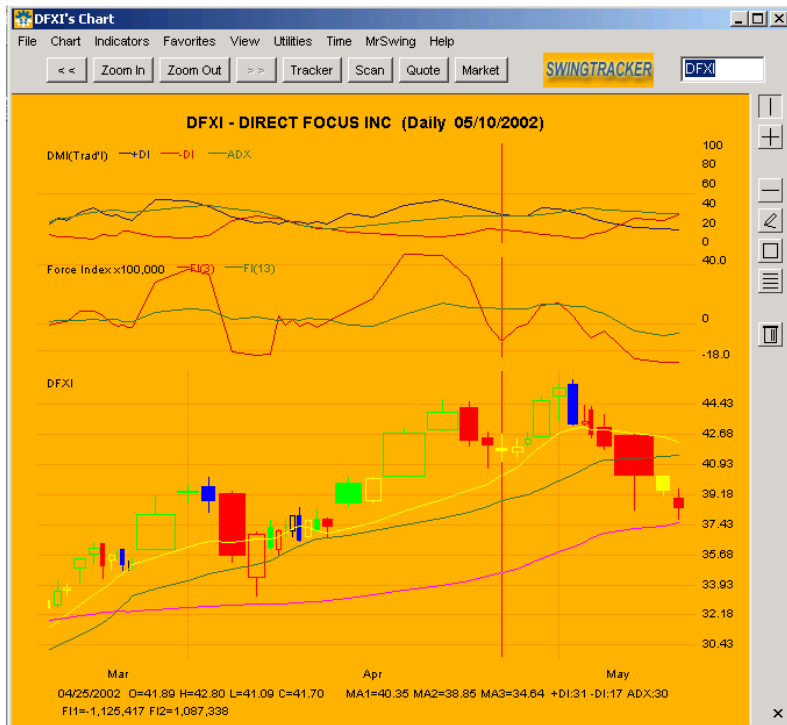 DFXI's Chart
File Chart Indicators Favorites View Utilities Time MrSwing Help
<< Zoom In Zoom Out >> Tracker Scan Quote Market SWINGTRACKER DFXI
DFXI - DIRECT FOCUS INC (Daily 05/10/2002)
DMI(Trad'l) +DI -DI ADX
100
80
60
40
20
0
Force Index x100,000 FI(3) FI(13)
40.0
0
-18.0
DFXI
44.43
42.68
40.93
39.18
37.43
35.68
33.93
32.18
30.43
Mar Apr May
04/25/2002 O=41.89 H=42.80 L=41.09 C=41.70 MA1=40.35 MA2=38.85 MA3=34.64 +DI:31 -DI:17 ADX:30
FI1=-1,125,417 FI2=1,087,338